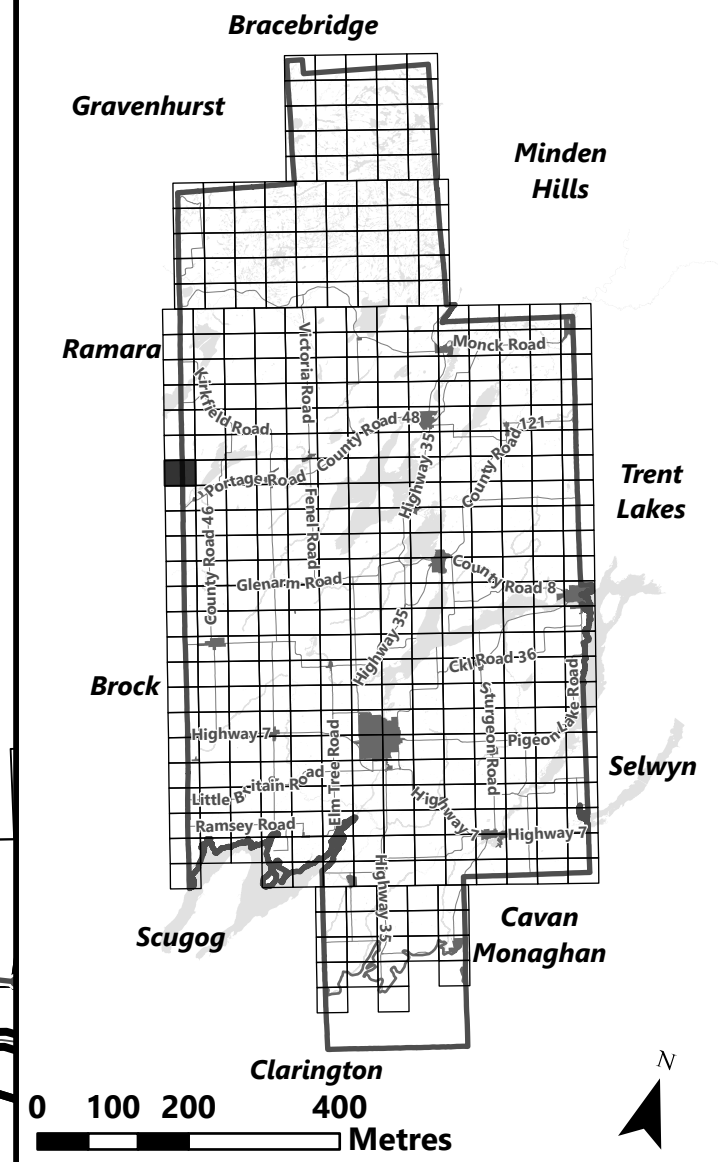 Bracebridge
Gravenhurst
Minden
Hills
Ramara
Monck Road
Victoria Road
Kirkfield Road
County Road 48
County Road 121
Highway 35
Trent
Lakes
Portage Road
Fenel Road
County Road 46
Glenarm Road
County Road 8
Highway 35
Ckl Road 36
Brock
Sturgeon Road
Pigeon Lake Road
Highway 7
Elm Tree Road
Selwyn
Little Britain Road
Highway 7
Ramsey Road
Highway 7
Highway 35
Scugog
Cavan
Monaghan
Clarington
N
0 100 200 400
Metres